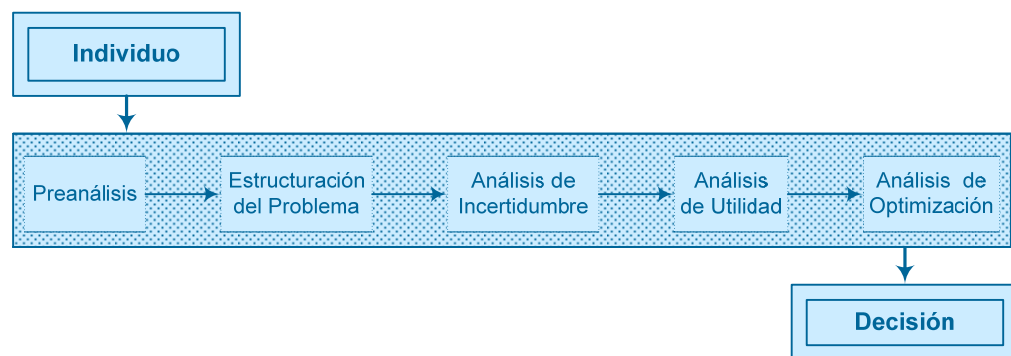 Individuo
Preanálisis
Estructuración
del Problema
Análisis de
Incertidumbre
Análisis
de Utilidad
Análisis de
Optimización
Decisión